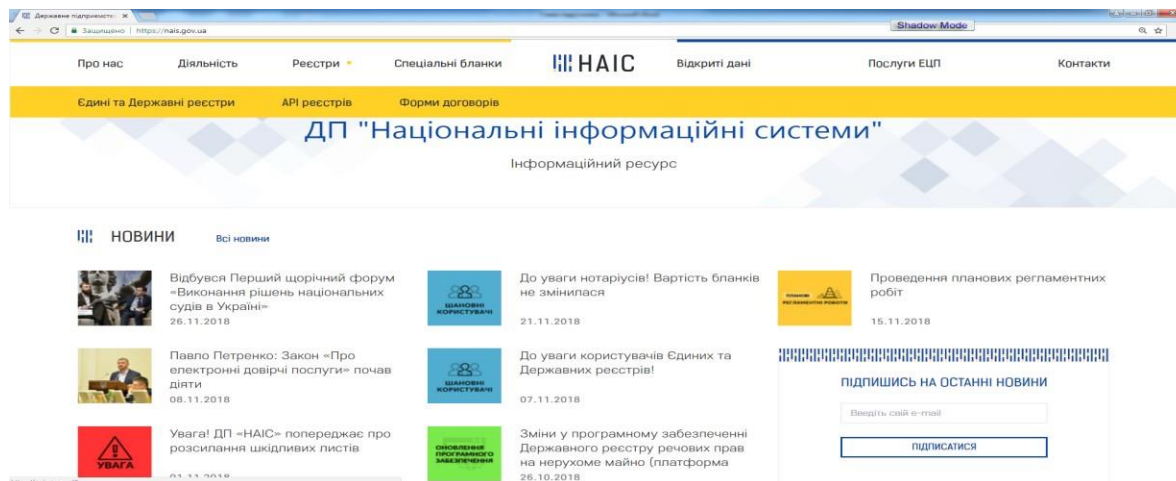 Державне підприємств
Shadow Mode
Защищено | https://nais.gov.ua
Про нас Діяльність Реєстри Спеціальні бланки НАІС Відкриті дані Послуги ЕЦП Контакти
Єдині та Державні реєстри API реєстрів Форми договорів
ДП "Національні інформаційні системи"
Інформаційний ресурс
НОВИНИ Всі новини
Відбувся Перший щорічний форум
«Виконання рішень національних
судів в Україні»
26.11.2018
ШАНОВНІ
КОРИСТУВАЧІ
До уваги нотаріусів! Вартість бланків
не змінилася
21.11.2018
ПЛАНОВІ
РЕГЛАМЕНТНІ РОБОТИ
Проведення планових регламентних
робіт
15.11.2018
Павло Петренко: Закон «Про
електронні довірчі послуги» почав
діяти
08.11.2018
ШАНОВНІ
КОРИСТУВАЧІ
До уваги користувачів Єдиних та
Державних реєстрів!
07.11.2018
ПІДПИШИСЬ НА ОСТАННІ НОВИНИ
Введіть свій e-mail
ПІДПИСАТИСЯ
УВАГА
Увага! ДП «НАІС» попереджає про
розсилання шкідливих листів
01.11.2018
ОНОВЛЕННЯ
ПРОГРАМНОГО
ЗАБЕЗПЕЧЕННЯ
Зміни у програмному забезпеченні
Державного реєстру речових прав
на нерухоме майно (платформа
26.10.2018